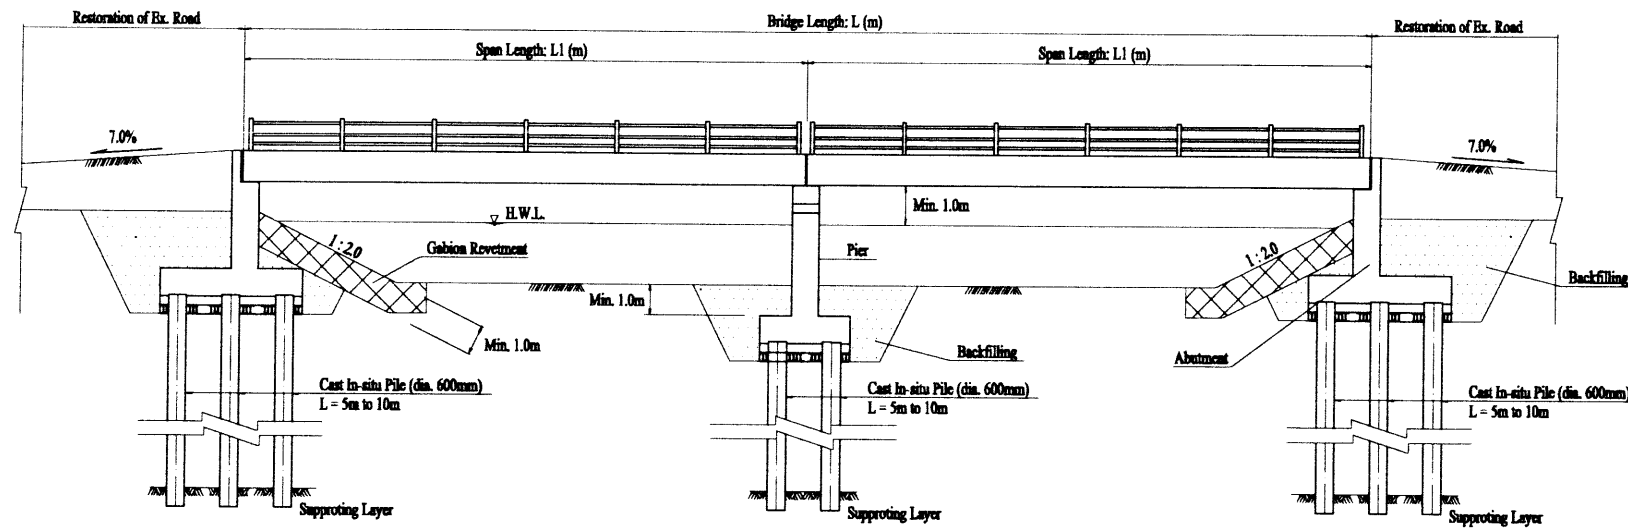 Restoration of Ex. Road
Bridge Length: L (m)
Restoration of Ex. Road
Span Length: L1 (m)
Span Length: L1 (m)
7.0%
7.0%
H.W.L.
Min. 1.0m
1 : 2.0
Gabion Revetment
Pier
1 : 2.0
Backfilling
Min. 1.0m
Min. 1.0m
Backfilling
Abutment
Cast In-situ Pile (dia. 600mm)
L = 5m to 10m
Cast In-situ Pile (dia. 600mm)
L = 5m to 10m
Cast In-situ Pile (dia. 600mm)
L = 5m to 10m
Supproting Layer
Supproting Layer
Supproting Layer